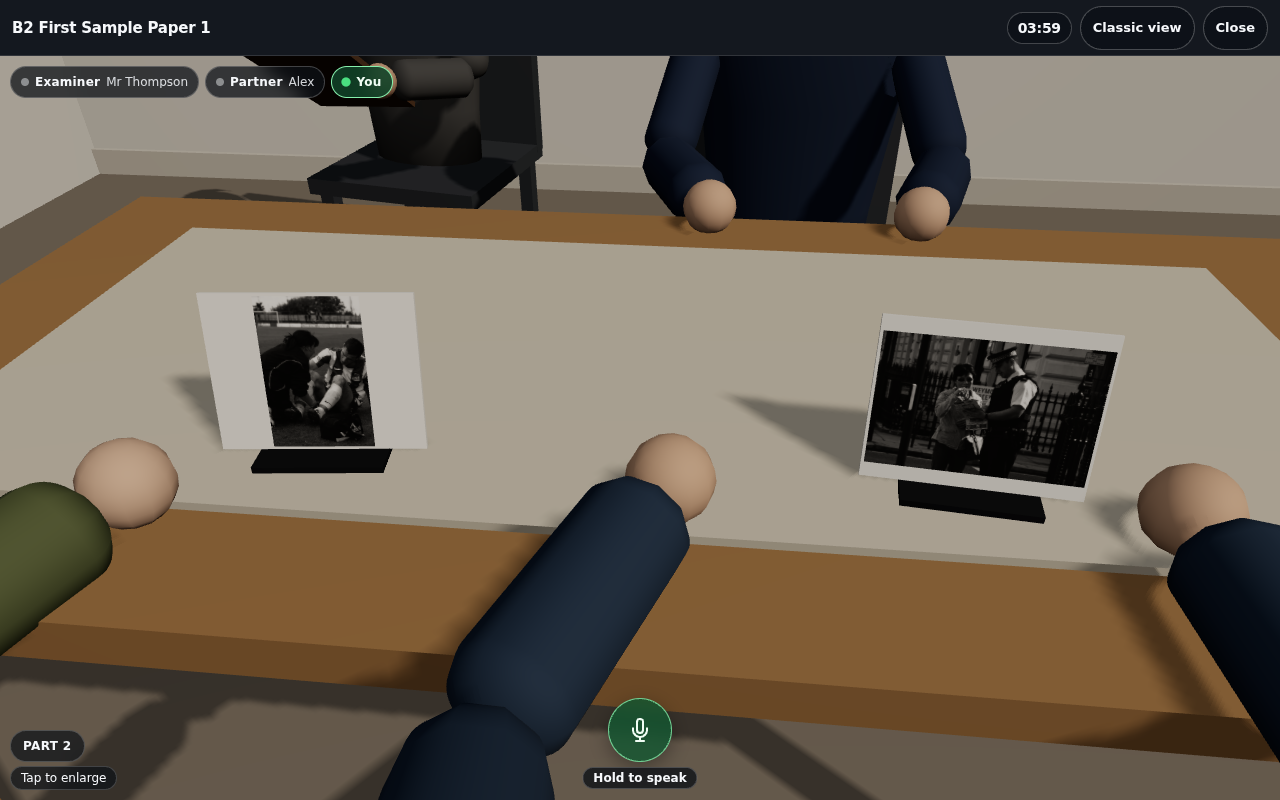 B2 First Sample Paper 1
03:59
Classic view
Close
Examiner Mr Thompson
Partner Alex
You
PART 2
Tap to enlarge
Hold to speak